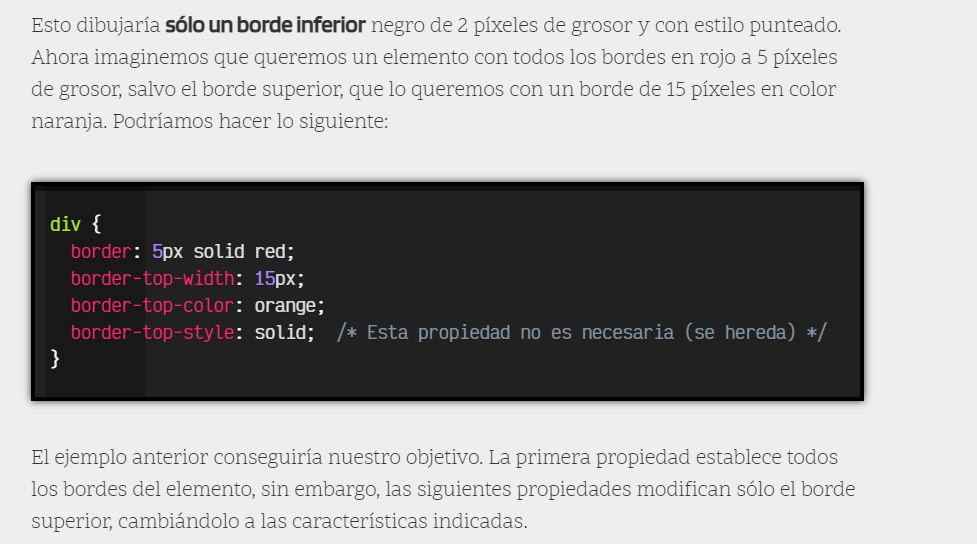 Esto dibujaría sólo un borde inferior negro de 2 píxeles de grosor y con estilo punteado.
Ahora imaginemos que queremos un elemento con todos los bordes en rojo a 5 píxeles
de grosor, salvo el borde superior, que lo queremos con un borde de 15 píxeles en color
naranja. Podríamos hacer lo siguiente:
div {
  border: 5px solid red;
  border-top-width: 15px;
  border-top-color: orange;
  border-top-style: solid;  /* Esta propiedad no es necesaria (se hereda) */
}
El ejemplo anterior conseguiría nuestro objetivo. La primera propiedad establece todos
los bordes del elemento, sin embargo, las siguientes propiedades modifican sólo el borde
superior, cambiándolo a las características indicadas.